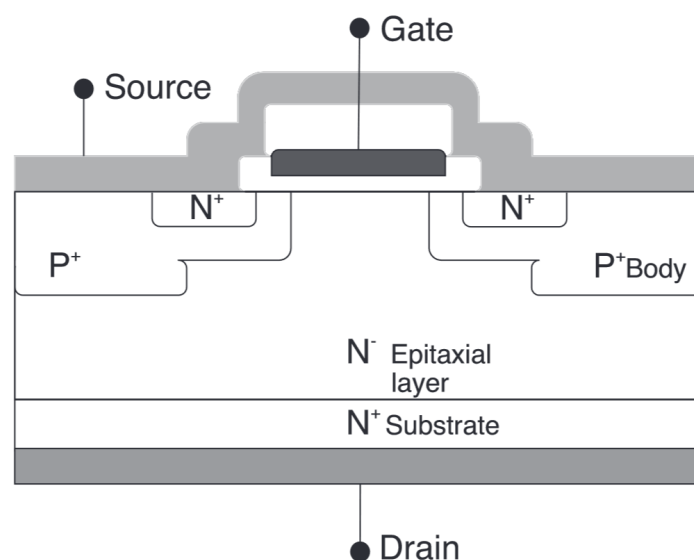 Gate
Source
N⁺
N⁺
P⁺
P⁺Body
N⁻ Epitaxial
layer
N⁺ Substrate
Drain